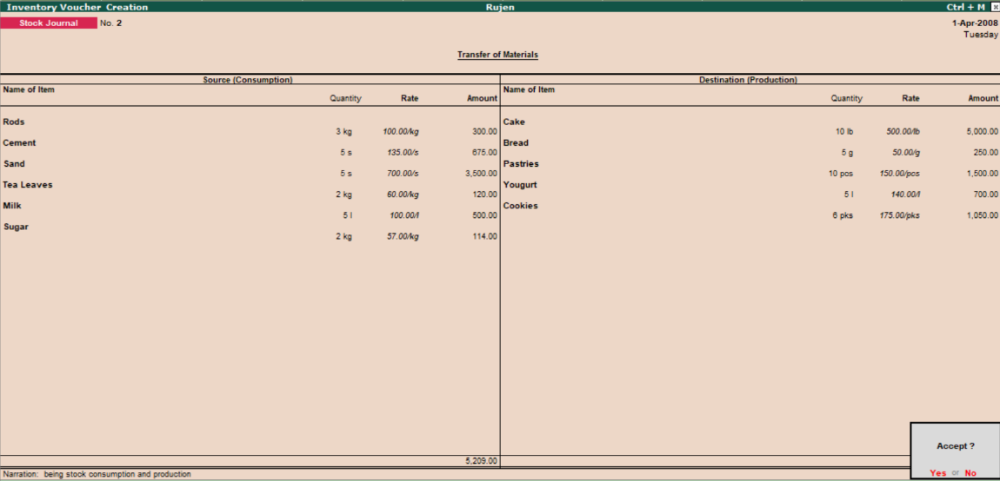 Inventory Voucher Creation Rujen Ctrl + M
Stock Journal No. 2 1-Apr-2008
Tuesday
Transfer of Materials
Source (Consumption) Destination (Production)
Name of Item Name of Item
Quantity Rate Amount Quantity Rate Amount
Rods Cake
3 kg 100.00/kg 300.00 10 lb 500.00/lb 5,000.00
Cement Bread
5 s 135.00/s 675.00 5 g 50.00/g 250.00
Sand Pastries
5 s 700.00/s 3,500.00 10 pcs 150.00/pcs 1,500.00
Tea Leaves Yougurt
2 kg 60.00/kg 120.00 5 l 140.00/l 700.00
Milk Cookies
5 l 100.00/l 500.00 6 pks 175.00/pks 1,050.00
Sugar
2 kg 57.00/kg 114.00
Accept ?
5,209.00
Yes or No
Narration: being stock consumption and production